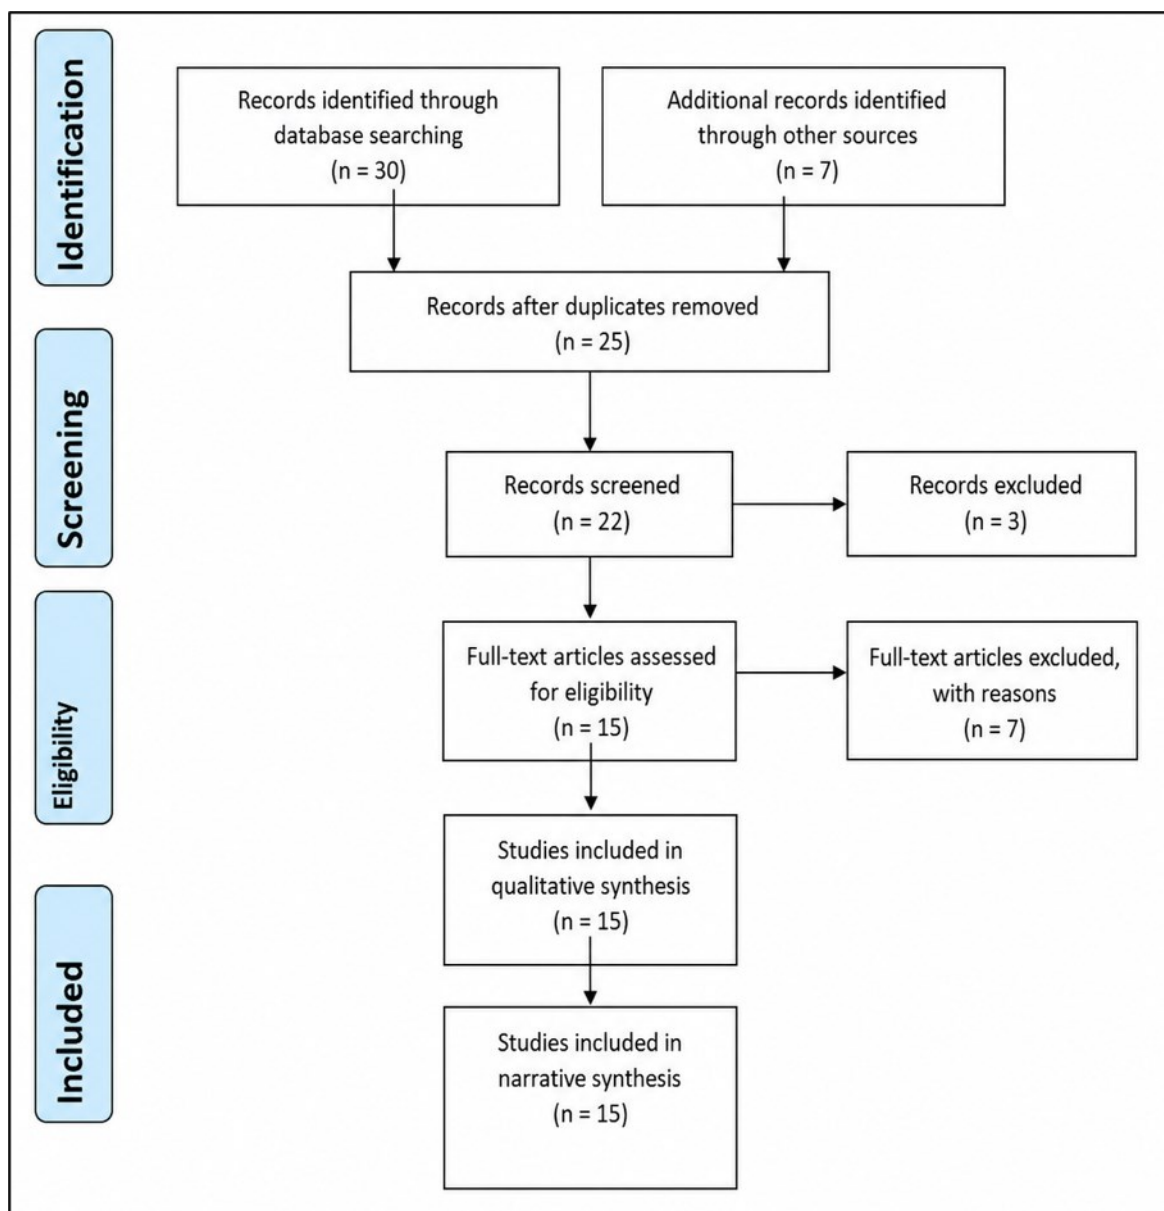 Identification
Records identified through
database searching
(n = 30)
Additional records identified
through other sources
(n = 7)
Records after duplicates removed
(n = 25)
Screening
Records screened
(n = 22)
Records excluded
(n = 3)
Eligibility
Full-text articles assessed
for eligibility
(n = 15)
Full-text articles excluded,
with reasons
(n = 7)
Studies included in
qualitative synthesis
(n = 15)
Included
Studies included in
narrative synthesis
(n = 15)